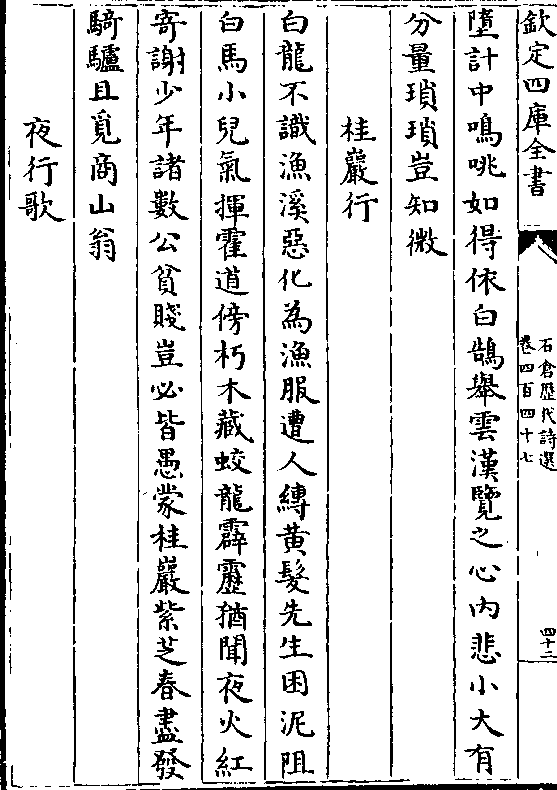 欽定四庫全書
石倉歷代詩選
卷四百四十七
四十二
墮計中鳴咷如得依白鵠舉雲漢覽之心内悲小大有
分量瑣瑣豈知微
桂巖行
白龍不識漁溪惡化為漁服遭人縛黄髮先生困泥阻
白馬小兒氣揮霍道傍朽木藏蛟龍霹靂猶聞夜火紅
寄謝少年諸數公貧賤豈必皆愚蒙桂巖紫芝春盡發
騎驢且覓商山翁
夜行歌